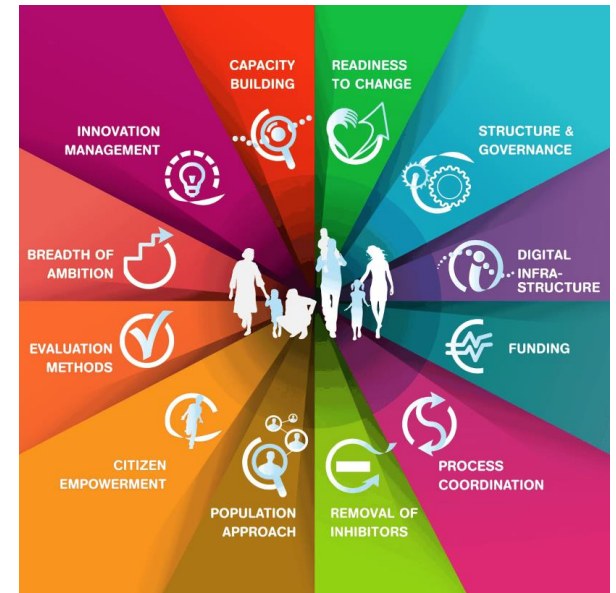 CAPACITY
BUILDING
READINESS
TO CHANGE
STRUCTURE &
GOVERNANCE
DIGITAL
INFRA-
STRUCTURE
FUNDING
PROCESS
COORDINATION
REMOVAL OF
INHIBITORS
POPULATION
APPROACH
CITIZEN
EMPOWERMENT
EVALUATION
METHODS
BREADTH OF
AMBITION
INNOVATION
MANAGEMENT